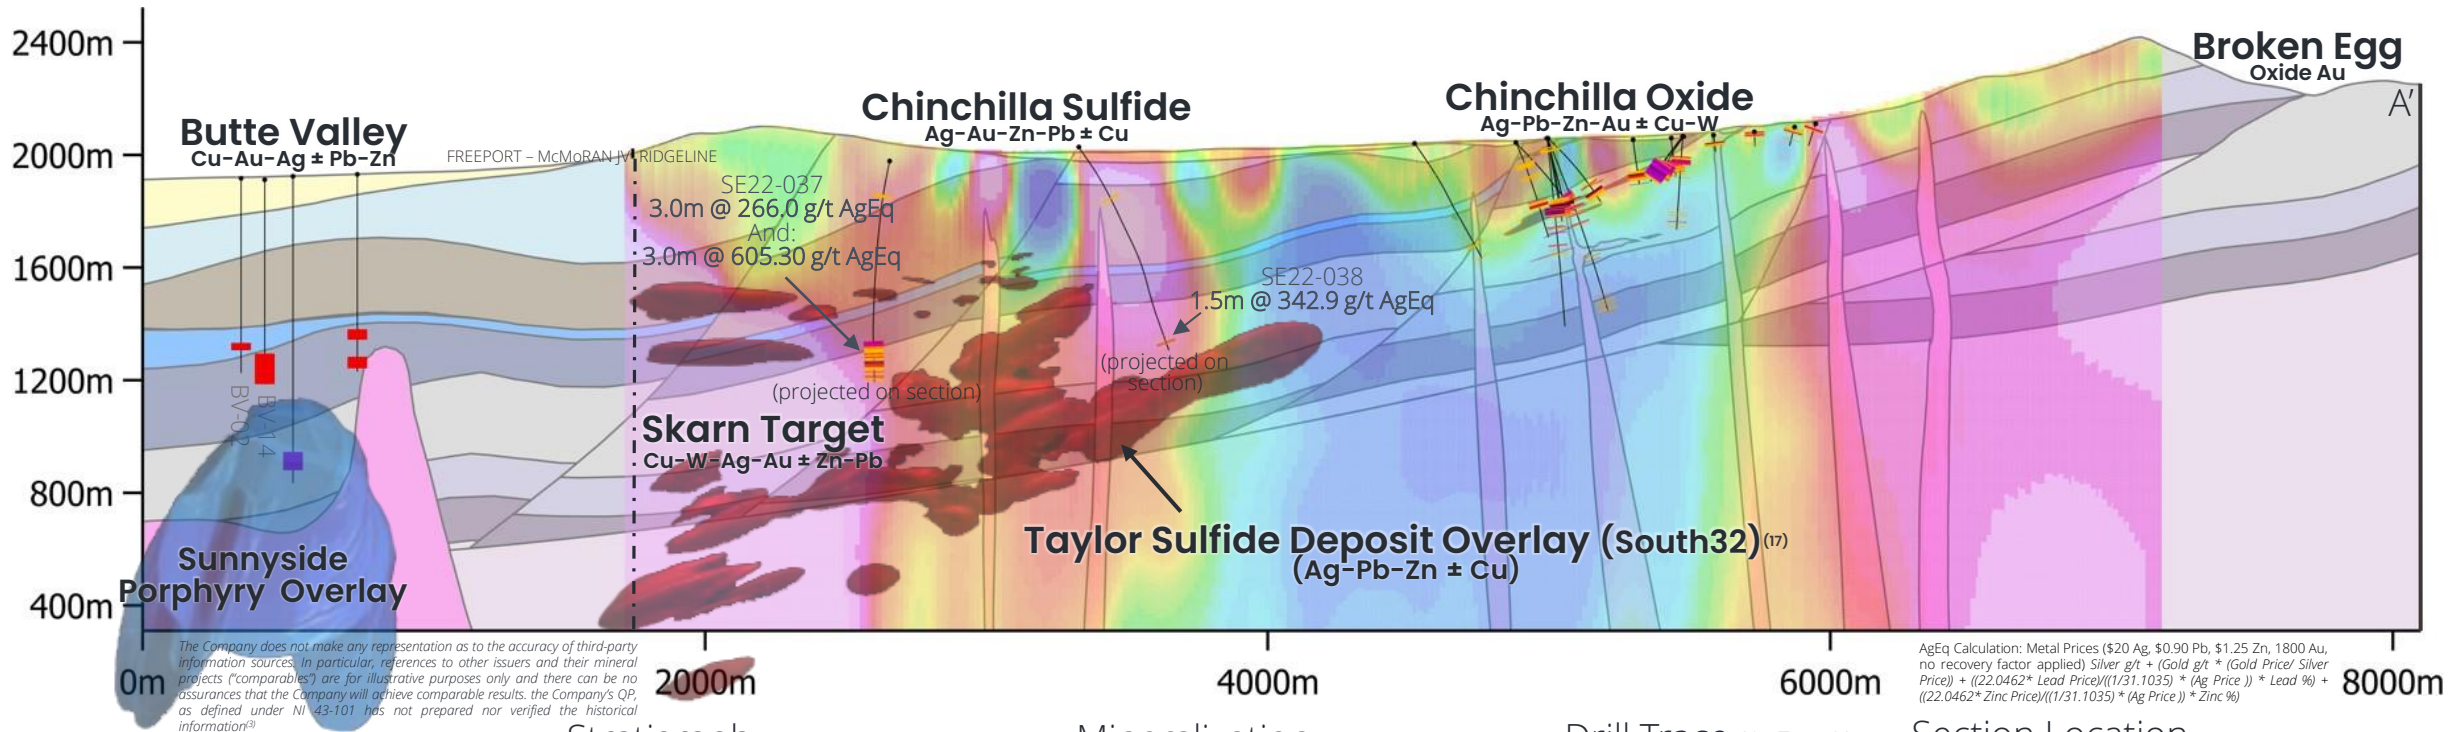 2400m
2000m
1600m
1200m
800m
400m
0m
2000m
4000m
6000m
8000m
Butte Valley
Cu-Au-Ag ± Pb-Zn
FREEPORT – McMoRAN JV RIDGELINE
Chinchilla Sulfide
Ag-Au-Zn-Pb ± Cu
Chinchilla Oxide
Ag-Pb-Zn-Au ± Cu-W
Broken Egg
Oxide Au
A'
SE22-037
3.0m @ 266.0 g/t AgEq
And:
3.0m @ 605.30 g/t AgEq
(projected on section)
SE22-038
1.5m @ 342.9 g/t AgEq
(projected on
section)
BV-02
BV-14
Skarn Target
Cu-W-Ag-Au ± Zn-Pb
Taylor Sulfide Deposit Overlay (South32)(17)
(Ag-Pb-Zn ± Cu)
Sunnyside
Porphyry Overlay
The Company does not make any representation as to the accuracy of third-party
information sources. In particular, references to other issuers and their mineral
projects ("comparables") are for illustrative purposes only and there can be no
assurances that the Company will achieve comparable results. the Company's QP,
as defined under NI 43-101 has not prepared nor verified the historical
information(3)
AgEq Calculation: Metal Prices ($20 Ag, $0.90 Pb, $1.25 Zn, 1800 Au,
no recovery factor applied) Silver g/t + (Gold g/t * (Gold Price/ Silver
Price)) + ((22.0462* Lead Price)/((1/31.1035) * (Ag Price )) * Lead %) +
((22.0462* Zinc Price)/((1/31.1035) * (Ag Price )) * Zinc %)
Mineralization
Drill Trace
Section Location